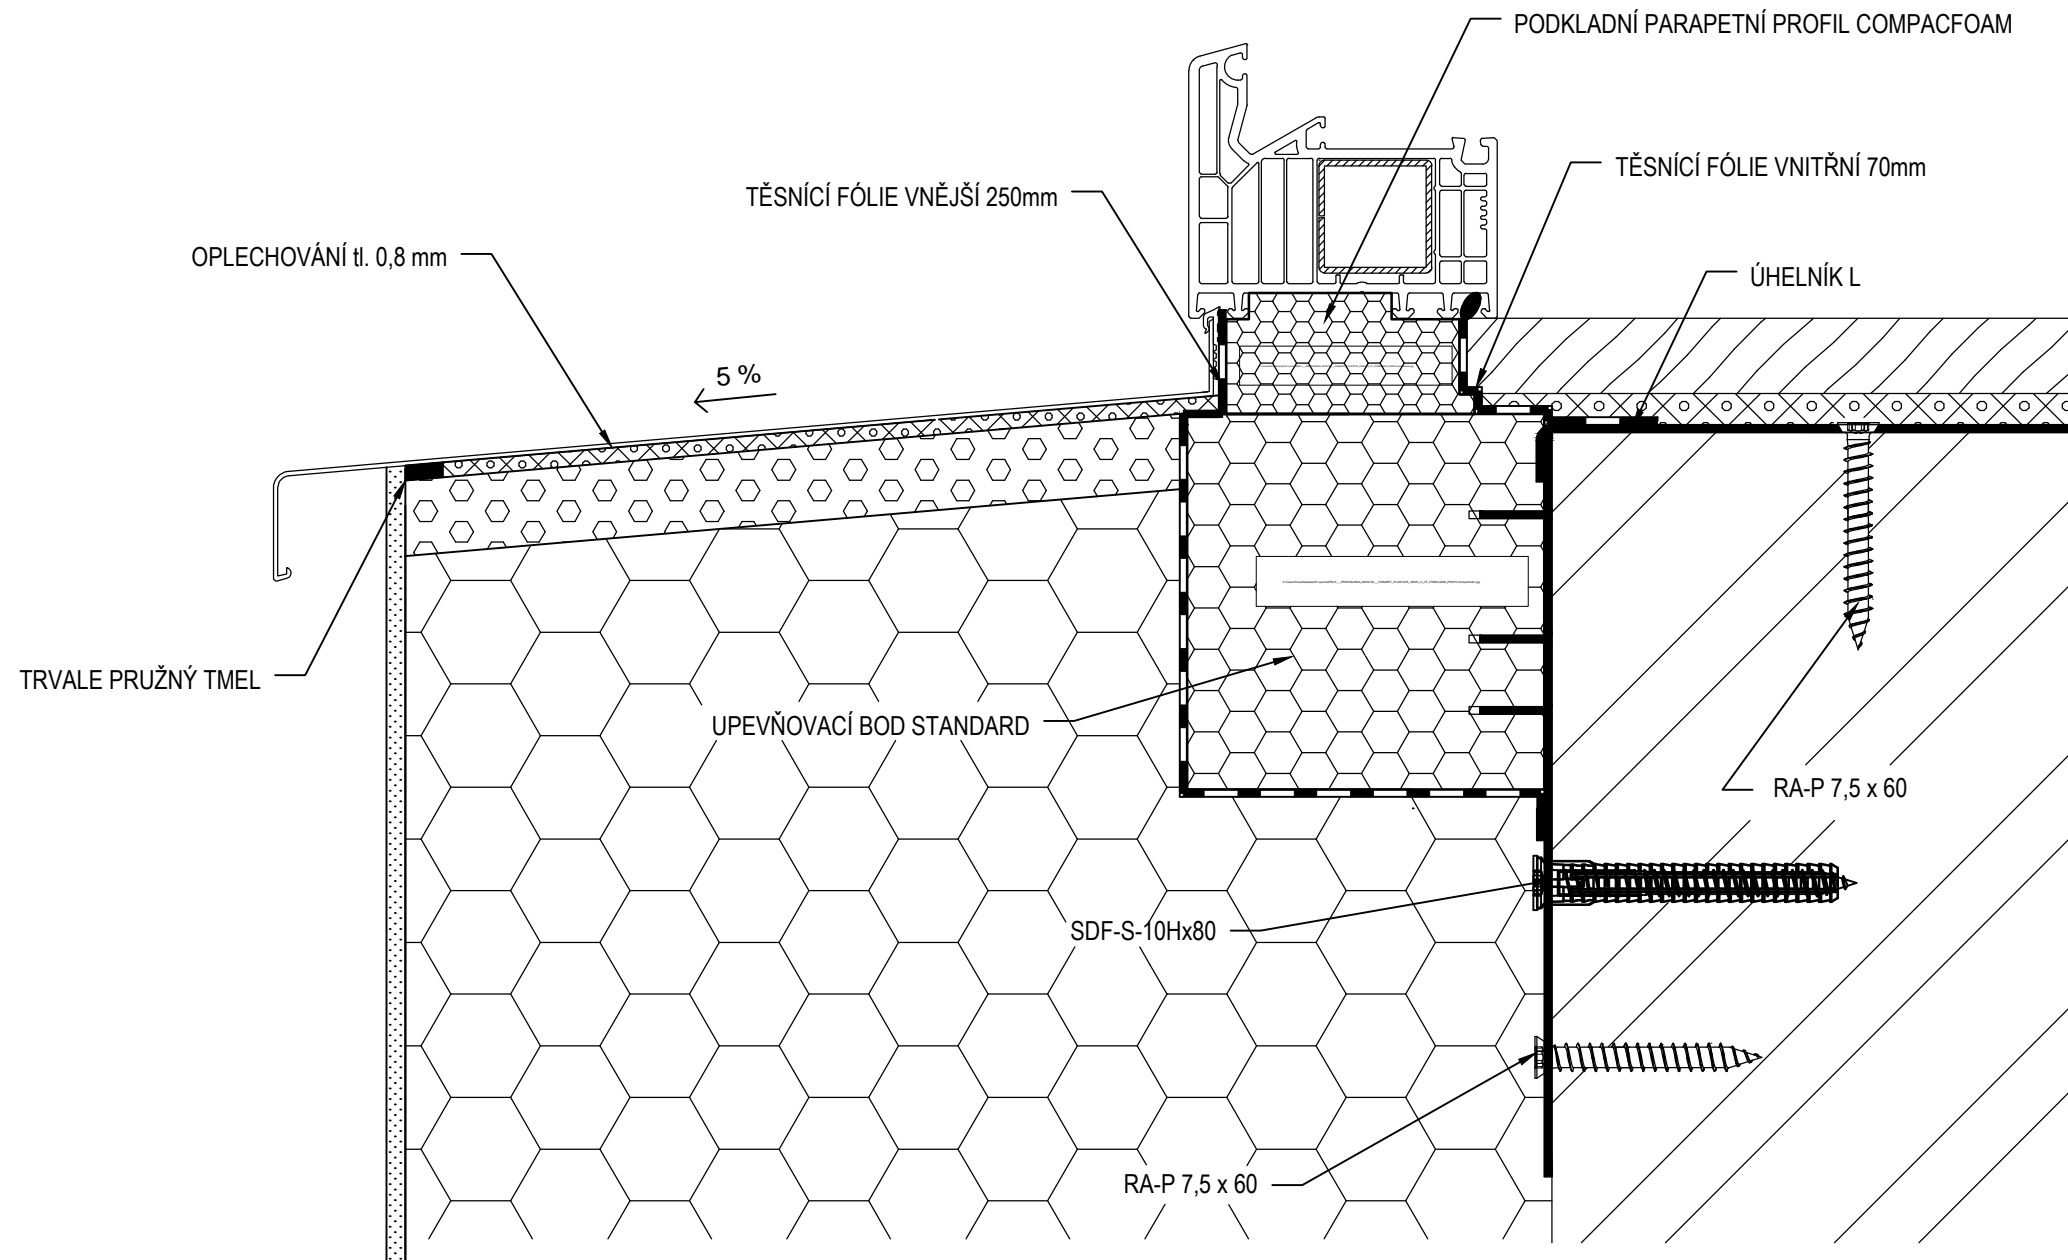 PODKLADNÍ PARAPETNÍ PROFIL COMPACFOAM
TĚSNÍCÍ FÓLIE VNITŘNÍ 70mm
TĚSNÍCÍ FÓLIE VNĚJŠÍ 250mm
OPLECHOVÁNÍ tl. 0,8 mm
ÚHELNÍK L
5 %
TRVALE PRUŽNÝ TMEL
UPEVŇOVACÍ BOD STANDARD
RA-P 7,5 x 60
SDF-S-10Hx80
RA-P 7,5 x 60